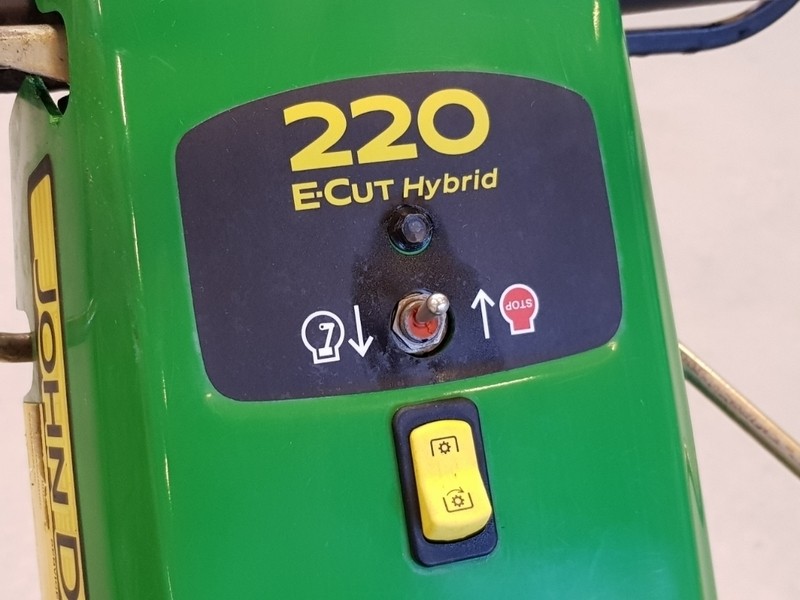 220
E-CUT Hybrid
STOP
JOHN D